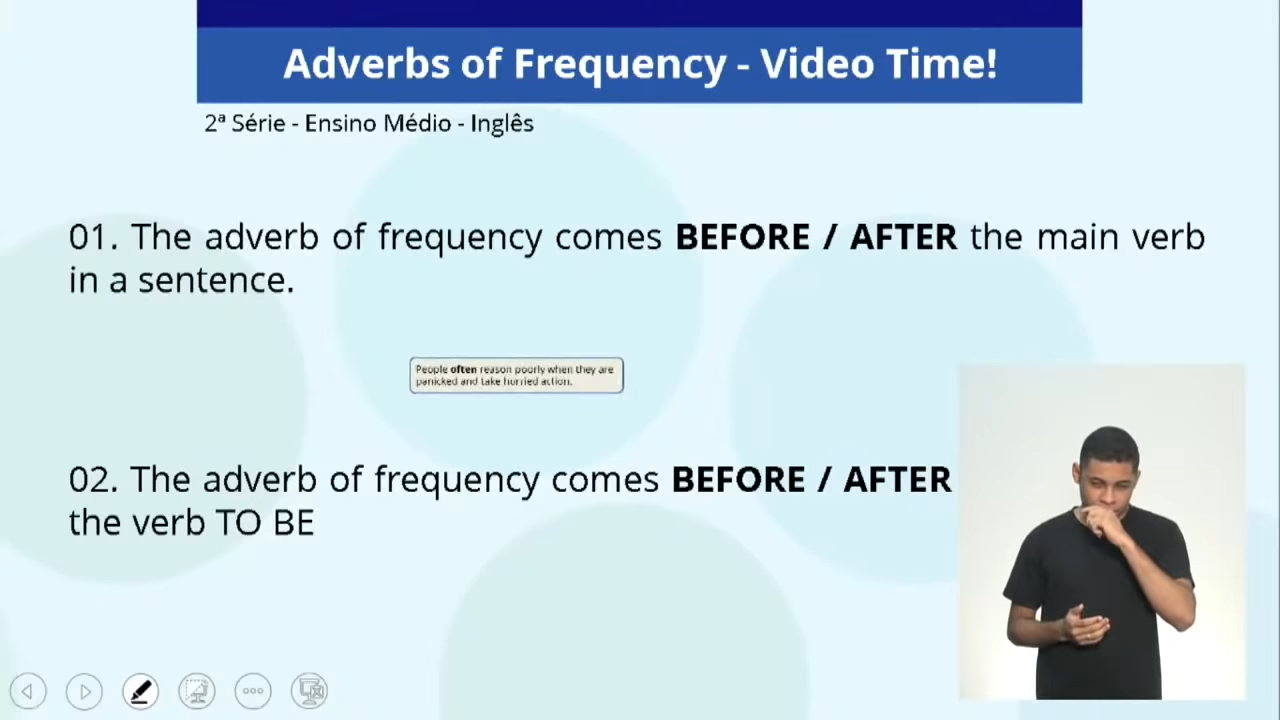 Adverbs of Frequency - Video Time!
2ª Série - Ensino Médio - Inglês
01. The adverb of frequency comes BEFORE / AFTER the main verb
in a sentence.
People often reason poorly when they are
panicked and take hurried action.
02. The adverb of frequency comes BEFORE / AFTER
the verb TO BE